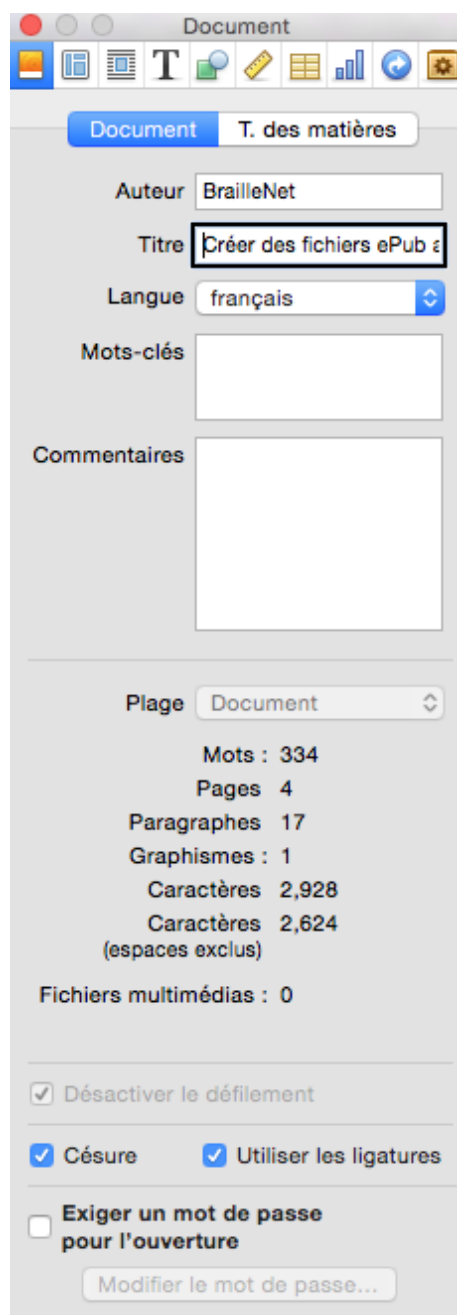 Document
T
Document T. des matières
Auteur BrailleNet
Titre Créer des fichiers ePub a
Langue français
Mots-clés
Commentaires
Plage Document
Mots : 334
Pages 4
Paragraphes 17
Graphismes : 1
Caractères 2,928
Caractères 2,624
(espaces exclus)
Fichiers multimédias : 0
Désactiver le défilement
Césure Utiliser les ligatures
Exiger un mot de passe
pour l'ouverture
Modifier le mot de passe...